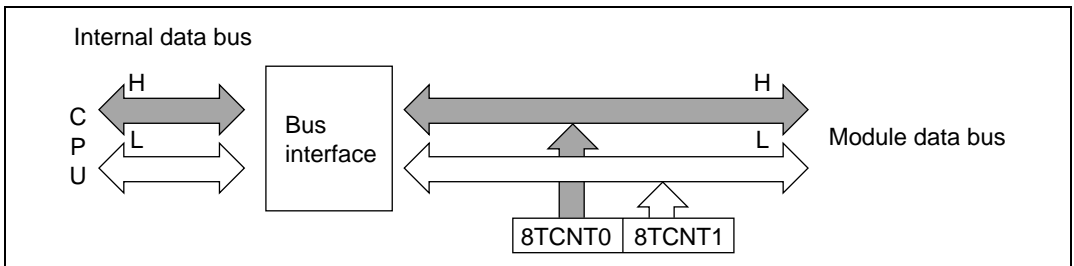 Internal data bus
H
H
C
P
U
L
L
Bus
interface
Module data bus
8TCNT0
8TCNT1